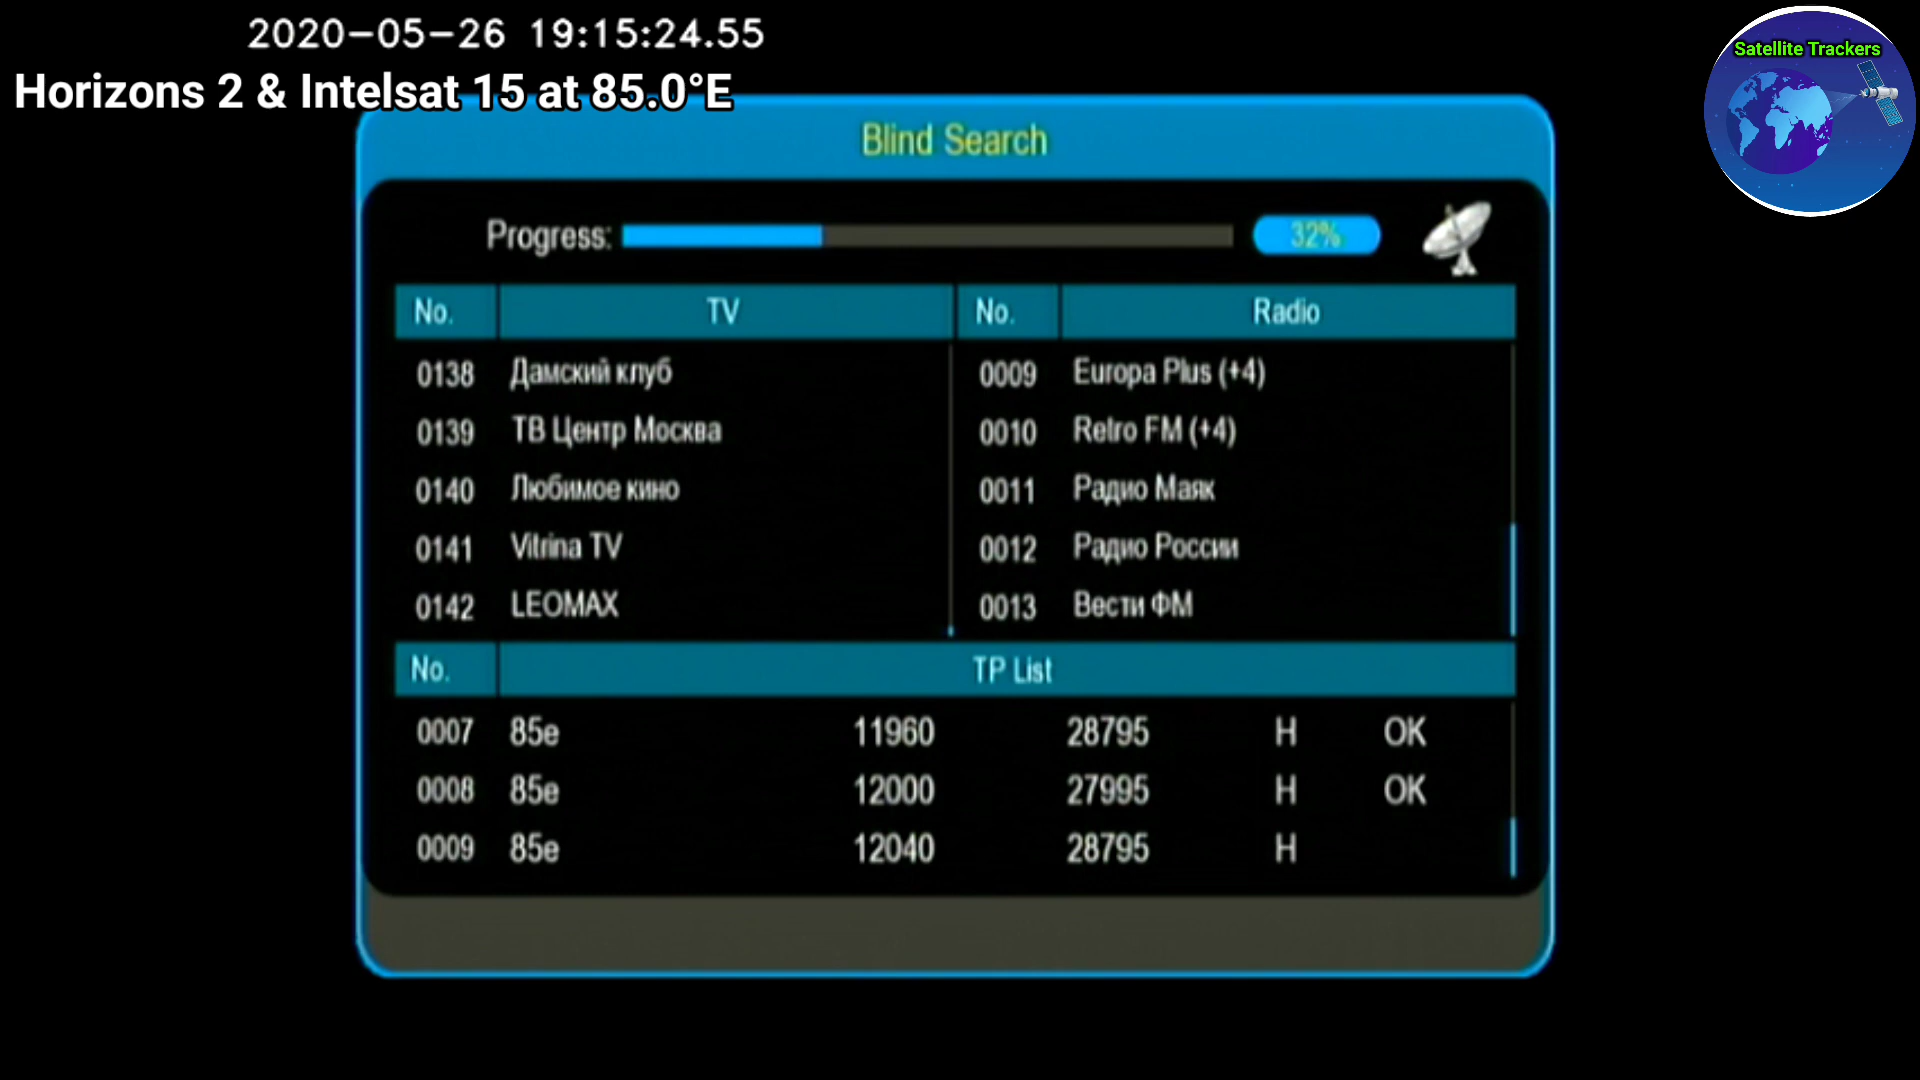 2020-05-26 19:15:24.55
Horizons 2 & Intelsat 15 at 85.0°E
Satellite Trackers
Blind Search
Progress: 32%
No. TV No. Radio
0138 Дамский клуб 0009 Europa Plus (+4)
0139 ТВ Центр Москва 0010 Retro FM (+4)
0140 Любимое кино 0011 Радио Маяк
0141 Vitrina TV 0012 Радио России
0142 LEOMAX 0013 Вести ФМ
No. TP List
0007 85e 11960 28795 H OK
0008 85e 12000 27995 H OK
0009 85e 12040 28795 H